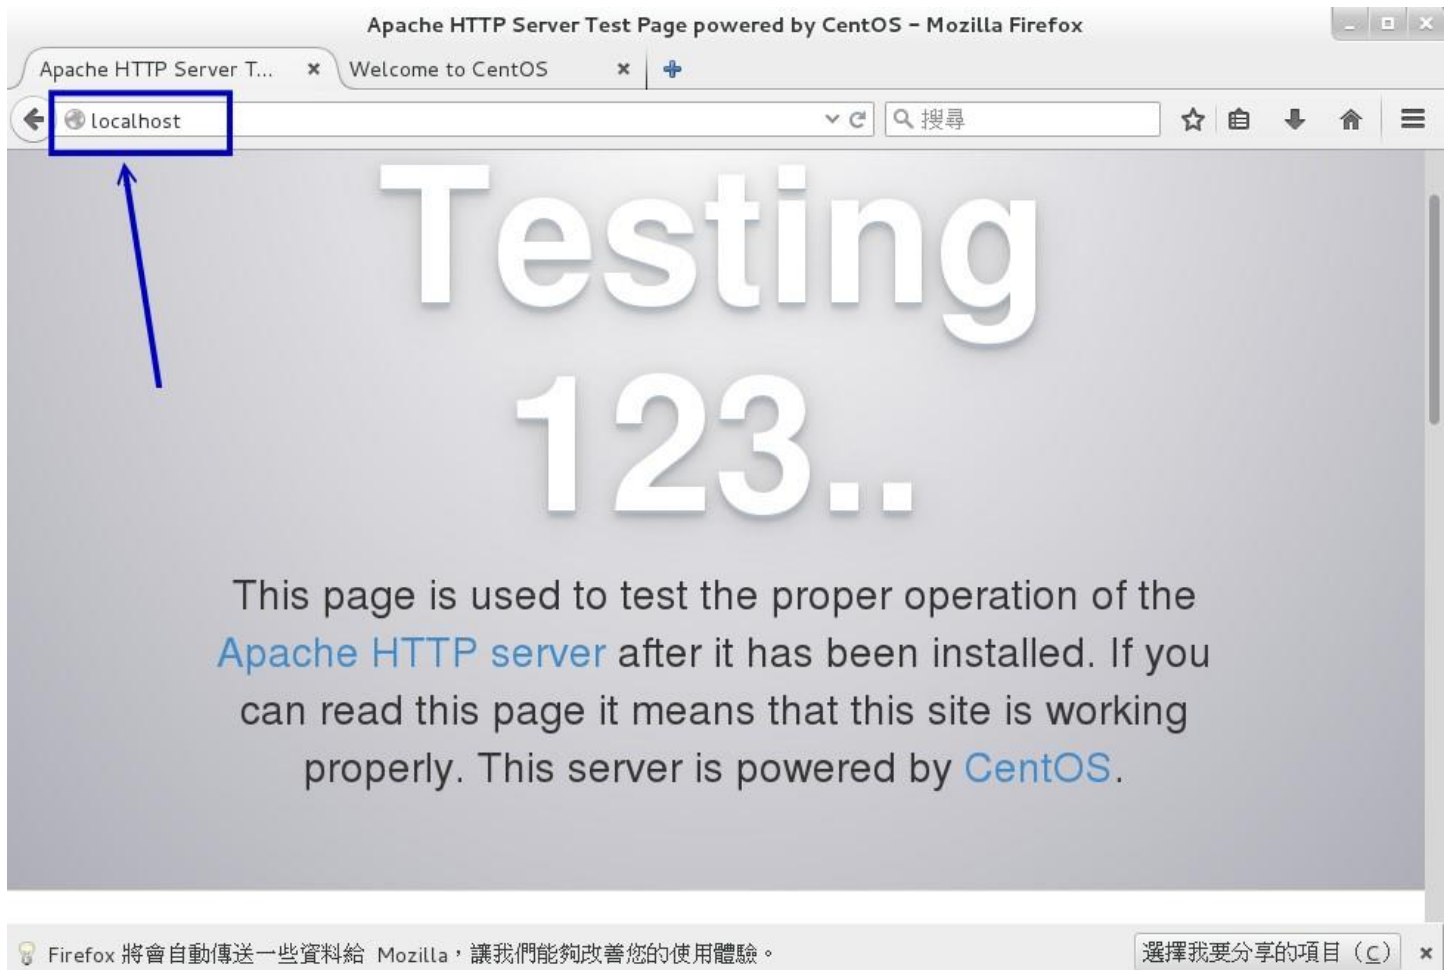 Apache HTTP Server Test Page powered by CentOS – Mozilla Firefox
Apache HTTP Server T...
Welcome to CentOS
localhost
搜尋
Testing
123..
This page is used to test the proper operation of the
Apache HTTP server after it has been installed. If you
can read this page it means that this site is working
properly. This server is powered by CentOS.
Firefox 將會自動傳送一些資料給 Mozilla，讓我們能夠改善您的使用體驗。
選擇我要分享的項目 (C)